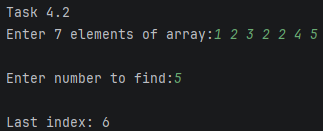 Task 4.2
Enter 7 elements of array:1 2 3 2 2 4 5
Enter number to find:5
Last index: 6